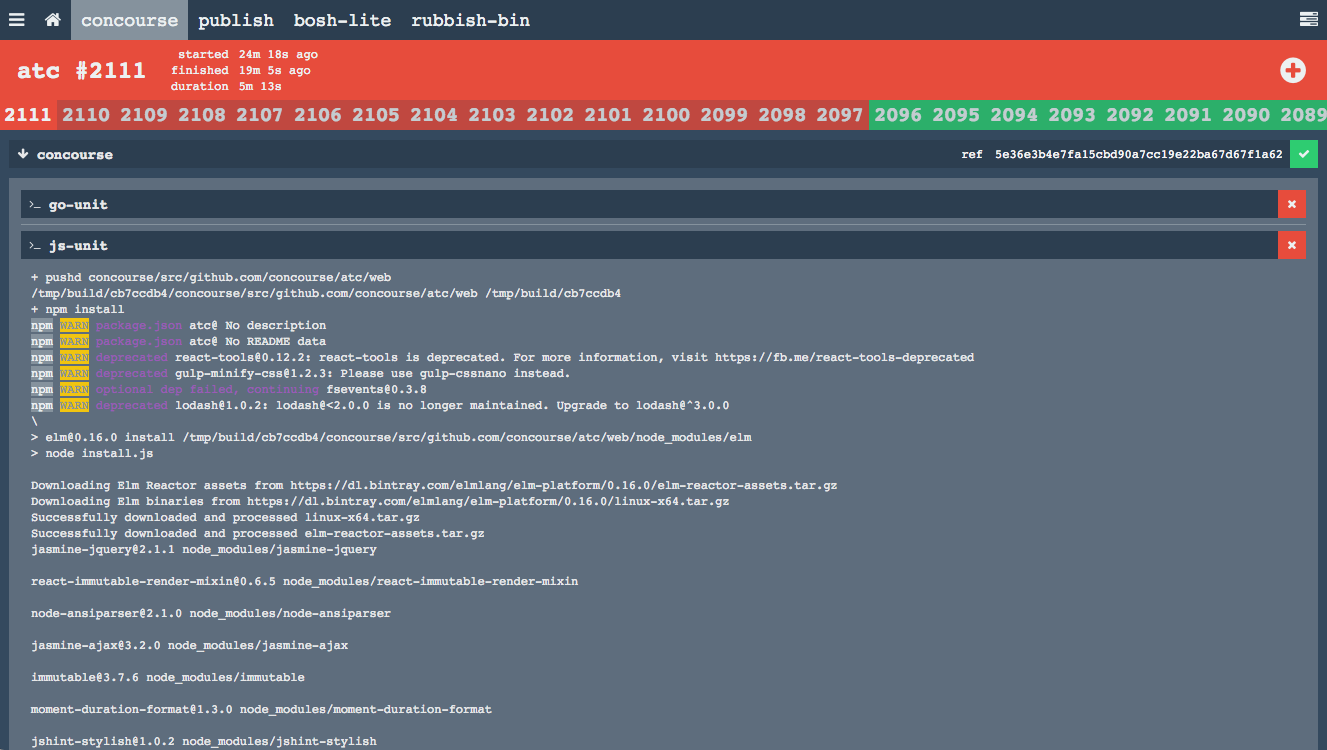 concourse publish bosh-lite rubbish-bin
atc #2111
started 24m 18s ago
finished 19m 5s ago
duration 5m 13s
2111 2110 2109 2108 2107 2106 2105 2104 2103 2102 2101 2100 2099 2098 2097 2096 2095 2094 2093 2092 2091 2090 2089
concourse ref 5e36e3b4e7fa15cbd90a7cc19e22ba67d67f1a62
>_ go-unit
>_ js-unit
+ pushd concourse/src/github.com/concourse/atc/web
/tmp/build/cb7ccdb4/concourse/src/github.com/concourse/atc/web /tmp/build/cb7ccdb4
+ npm install
npm WARN package.json atc@ No description
npm WARN package.json atc@ No README data
npm WARN deprecated react-tools@0.12.2: react-tools is deprecated. For more information, visit https://fb.me/react-tools-deprecated
npm WARN deprecated gulp-minify-css@1.2.3: Please use gulp-cssnano instead.
npm WARN optional dep failed, continuing fsevents@0.3.8
npm WARN deprecated lodash@1.0.2: lodash@<2.0.0 is no longer maintained. Upgrade to lodash@^3.0.0
\
> elm@0.16.0 install /tmp/build/cb7ccdb4/concourse/src/github.com/concourse/atc/web/node_modules/elm
> node install.js
Downloading Elm Reactor assets from https://dl.bintray.com/elmlang/elm-platform/0.16.0/elm-reactor-assets.tar.gz
Downloading Elm binaries from https://dl.bintray.com/elmlang/elm-platform/0.16.0/linux-x64.tar.gz
Successfully downloaded and processed linux-x64.tar.gz
Successfully downloaded and processed elm-reactor-assets.tar.gz
jasmine-jquery@2.1.1 node_modules/jasmine-jquery
react-immutable-render-mixin@0.6.5 node_modules/react-immutable-render-mixin
node-ansiparser@2.1.0 node_modules/node-ansiparser
jasmine-ajax@3.2.0 node_modules/jasmine-ajax
immutable@3.7.6 node_modules/immutable
moment-duration-format@1.3.0 node_modules/moment-duration-format
jshint-stylish@1.0.2 node_modules/jshint-stylish